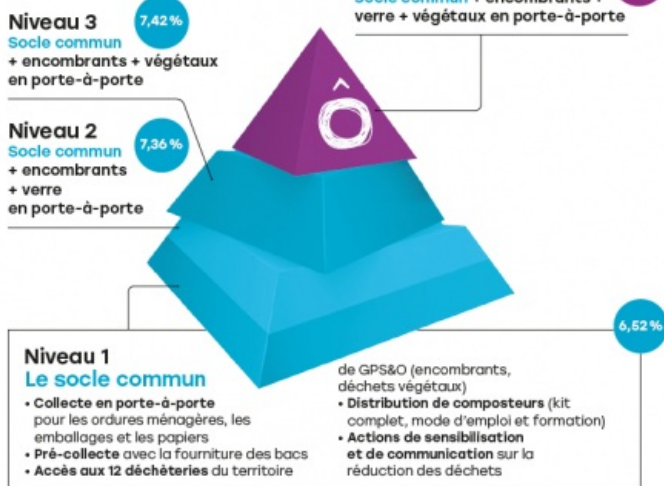 Niveau 3
7,42 %
Socle commun
+ encombrants + végétaux
en porte-à-porte
verre + végétaux en porte-à-porte
Niveau 2
7,36 %
Socle commun
+ encombrants
+ verre
en porte-à-porte
Ô
6,52 %
Niveau 1
Le socle commun
• Collecte en porte-à-porte
pour les ordures ménagères, les
emballages et les papiers
• Pré-collecte avec la fourniture des bacs
• Accès aux 12 déchèteries du territoire
de GPS&O (encombrants,
déchets végétaux)
• Distribution de composteurs (kit
complet, mode d'emploi et formation)
• Actions de sensibilisation
et de communication sur la
réduction des déchets